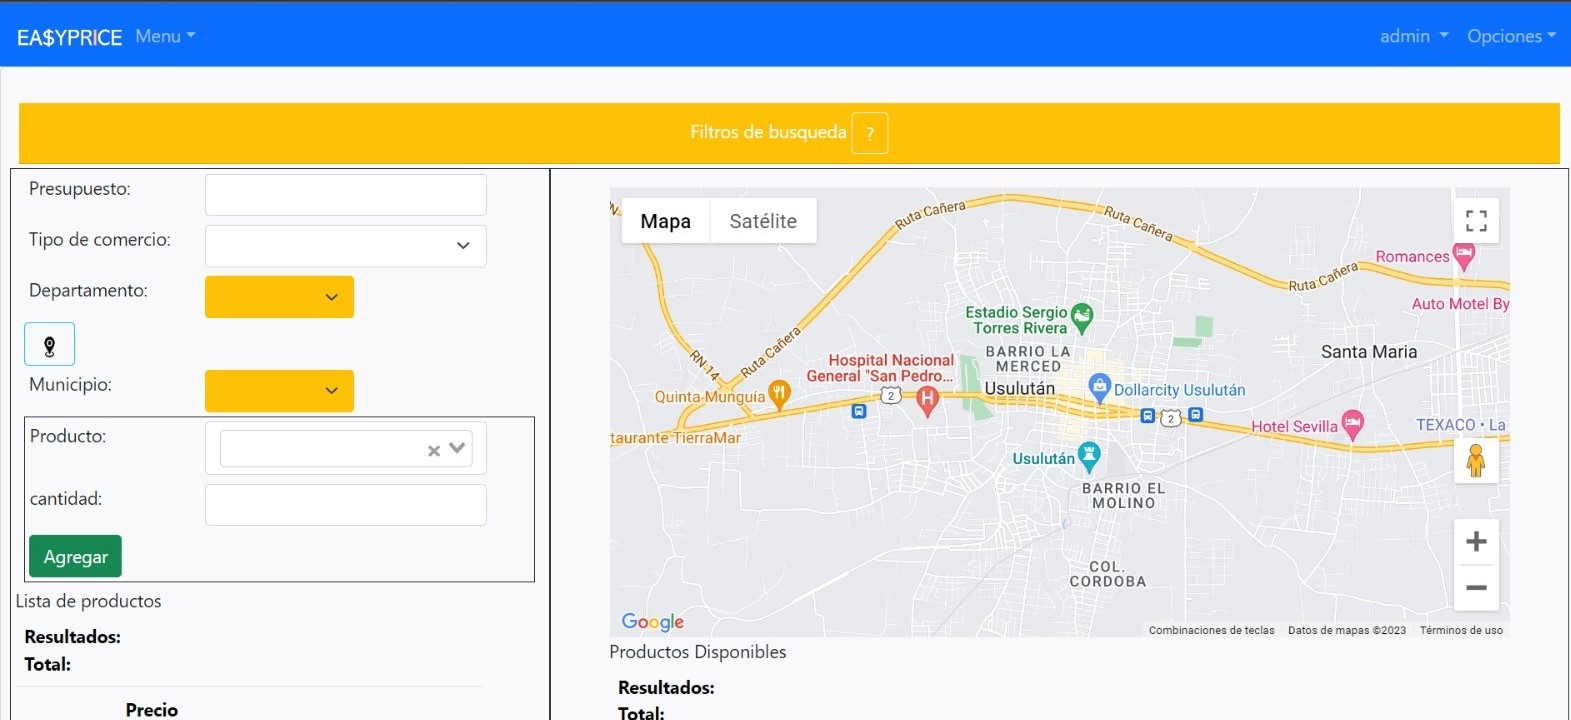 EA$YPRICE Menu admin Opciones
Filtros de busqueda ?
Presupuesto:
Tipo de comercio:
Departamento:
Municipio:
Producto:
cantidad:
Agregar
Lista de productos
Resultados:
Total:
Precio
Mapa Satélite
Ruta Cañera
Ruta Cañera
Ruta Cañera
Ruta Cañera
RN 14
Romances
Auto Motel By
Estadio Sergio
Torres Rivera
BARRIO LA
MERCED
Santa Maria
Hospital Nacional
General "San Pedro...
Usulután
Dollarcity Usulután
Quinta Munguía
2
2
Hotel Sevilla
TEXACO • La
taurante TierraMar
Usulután
BARRIO EL
MOLINO
COL.
CORDOBA
Google
Combinaciones de teclas Datos de mapas ©2023 Términos de uso
Productos Disponibles
Resultados:
Total: